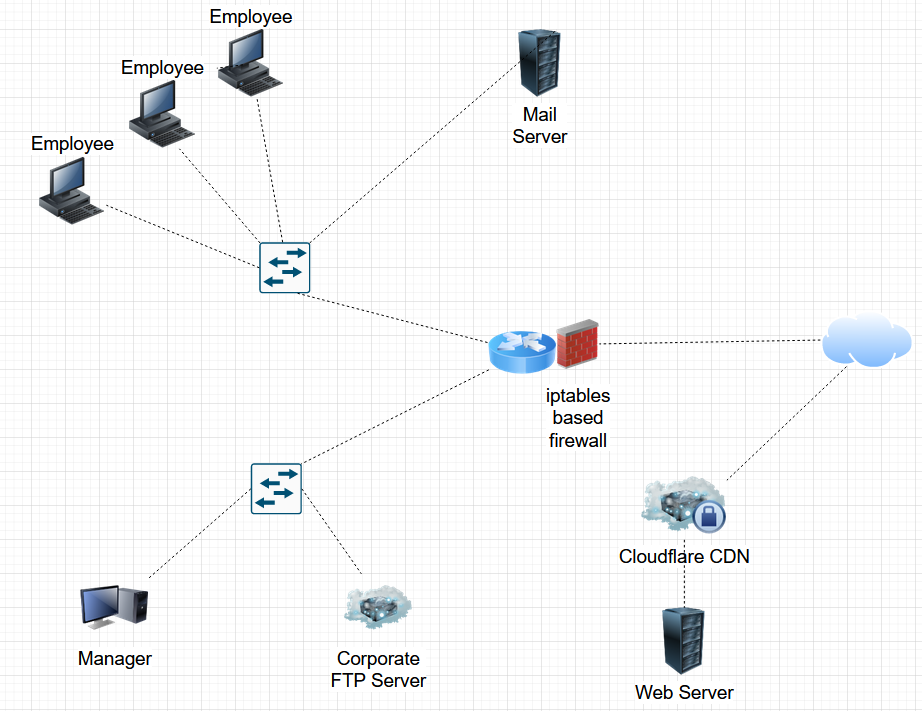 Employee
Employee
Employee
Mail
Server
iptables
based
firewall
Cloudflare CDN
Manager
Corporate
FTP Server
Web Server